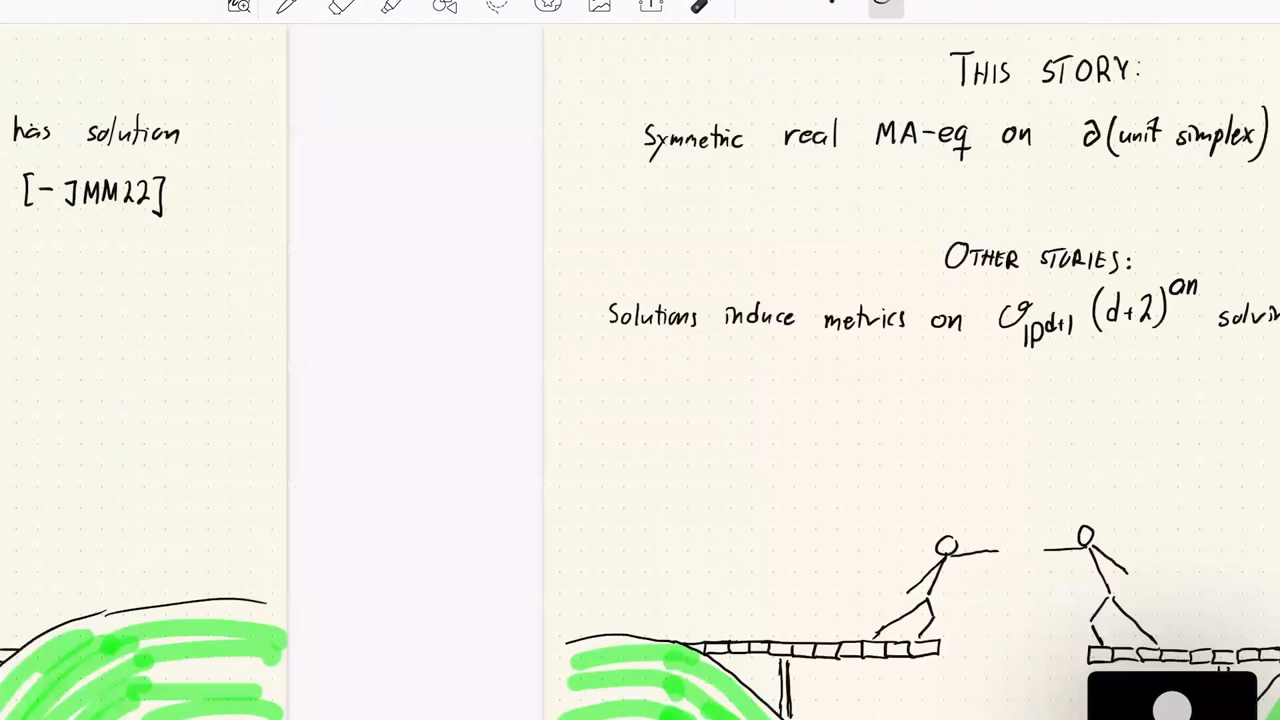 has solution
[- JMM22]
THIS STORY:
Symmetric real MA-eq on ∂(unit simplex)
OTHER STORIES:
Solutions induce metrics on O_{ℙ^{d+1}} (d+2)^{an}